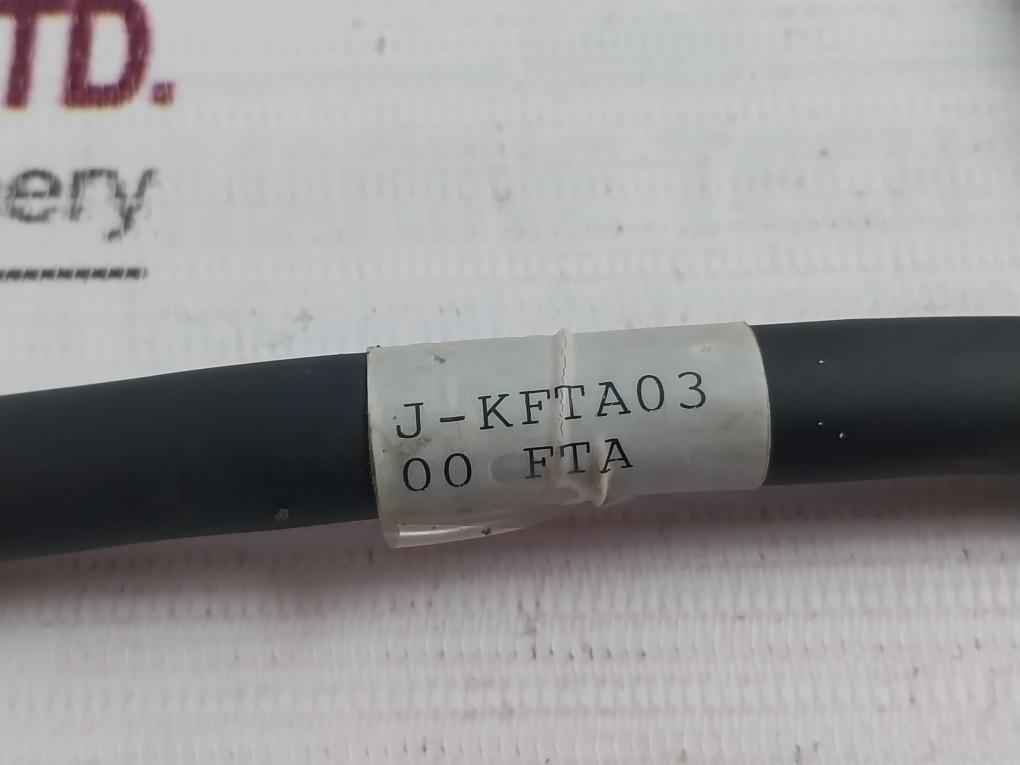 TD.
ery
J-KFTA03
00 FTA